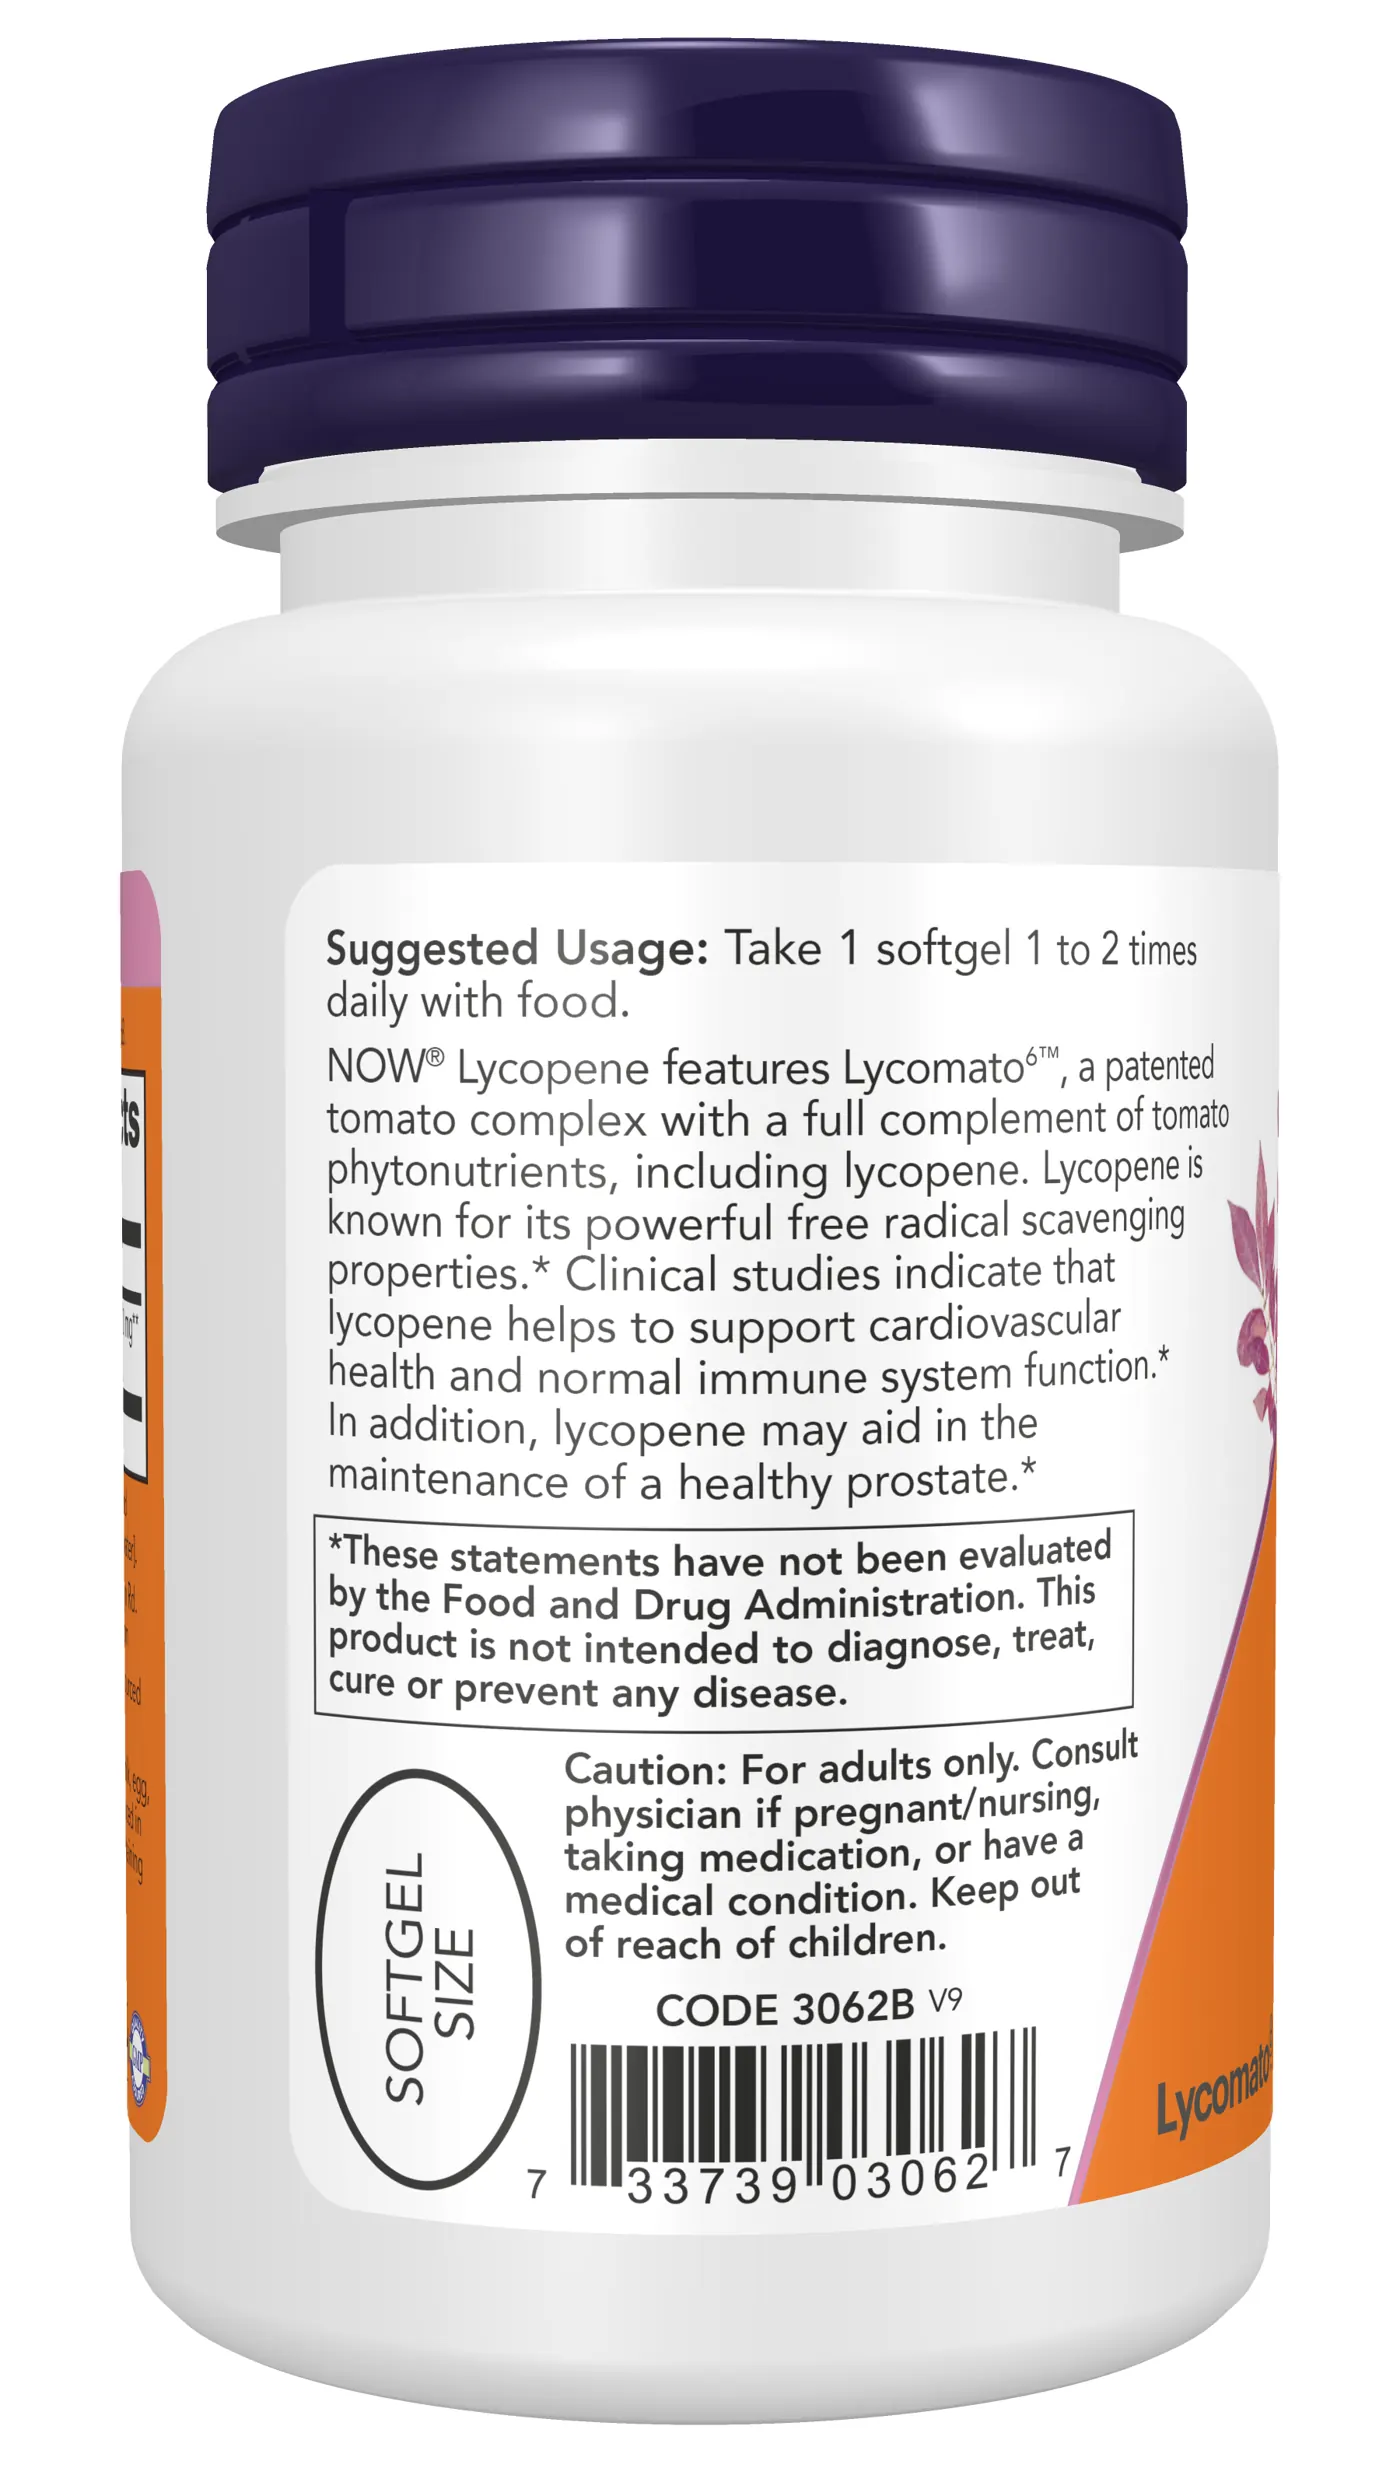 Suggested Usage: Take 1 softgel 1 to 2 times
daily with food.
NOW® Lycopene features Lycomato⁶™, a patented
tomato complex with a full complement of tomato
phytonutrients, including lycopene. Lycopene is
known for its powerful free radical scavenging
properties.* Clinical studies indicate that
lycopene helps to support cardiovascular
health and normal immune system function.*
In addition, lycopene may aid in the
maintenance of a healthy prostate.*
*These statements have not been evaluated
by the Food and Drug Administration. This
product is not intended to diagnose, treat,
cure or prevent any disease.
SOFTGEL
SIZE
Caution: For adults only. Consult
physician if pregnant/nursing,
taking medication, or have a
medical condition. Keep out
of reach of children.
CODE 3062B V9
7 33739 03062 7
Lycomato
egg,
GMP